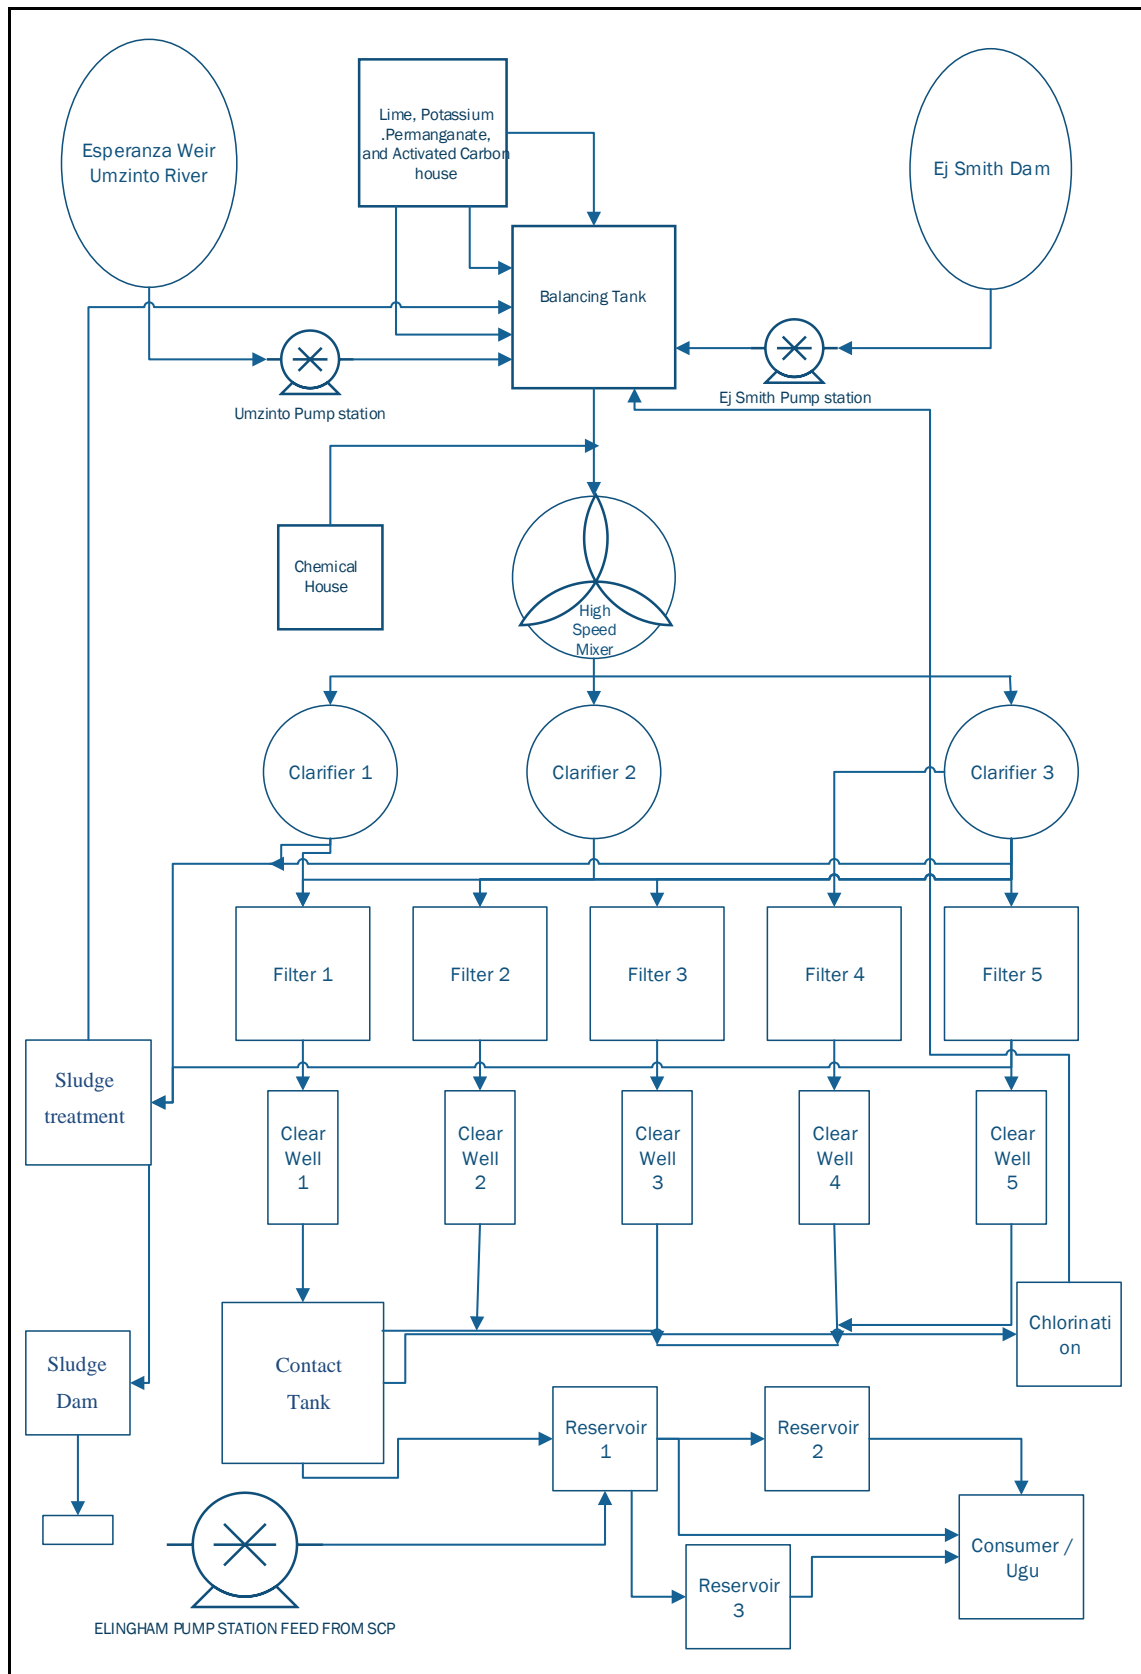 Esperanza Weir
Umzinto River
Lime, Potassium
.Permanganate,
and Activated Carbon
house
Ej Smith Dam
Balancing Tank
Umzinto Pump station
Ej Smith Pump station
Chemical
House
High
Speed
Mixer
Clarifier 1
Clarifier 2
Clarifier 3
Filter 1
Filter 2
Filter 3
Filter 4
Filter 5
Sludge
treatment
Clear
Well
1
Clear
Well
2
Clear
Well
3
Clear
Well
4
Clear
Well
5
Sludge
Dam
Contact
Tank
Chlorinati
on
Reservoir
1
Reservoir
2
Reservoir
3
Consumer /
Ugu
ELINGHAM PUMP STATION FEED FROM SCP